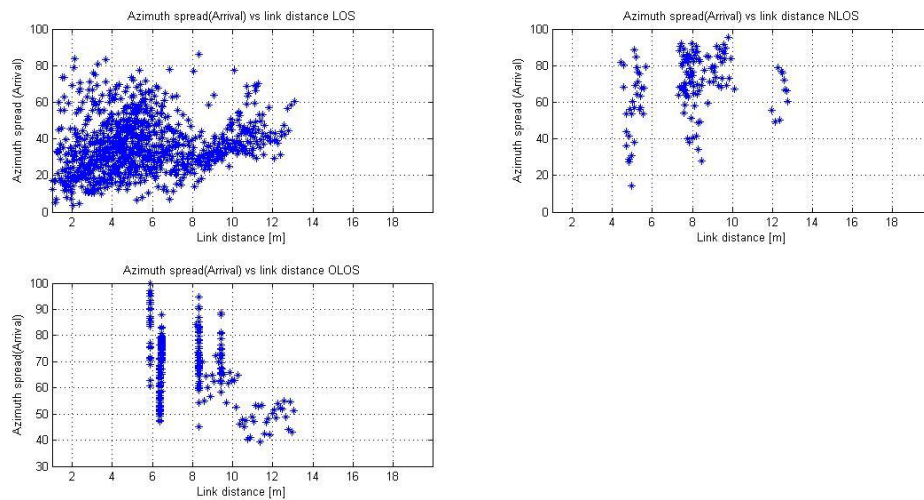 Azimuth spread(Arrival) vs link distance LOS
Azimuth spread (Arrival)
100
80
60
40
20
0
2 4 6 8 10 12 14 16 18
Link distance [m]
Azimuth spread(Arrival) vs link distance NLOS
Azimuth spread (Arrival)
100
80
60
40
20
0
2 4 6 8 10 12 14 16 18
Link distance [m]
Azimuth spread(Arrival) vs link distance OLOS
Azimuth spread(Arrival)
100
90
80
70
60
50
40
30
2 4 6 8 10 12 14 16 18
Link distance [m]